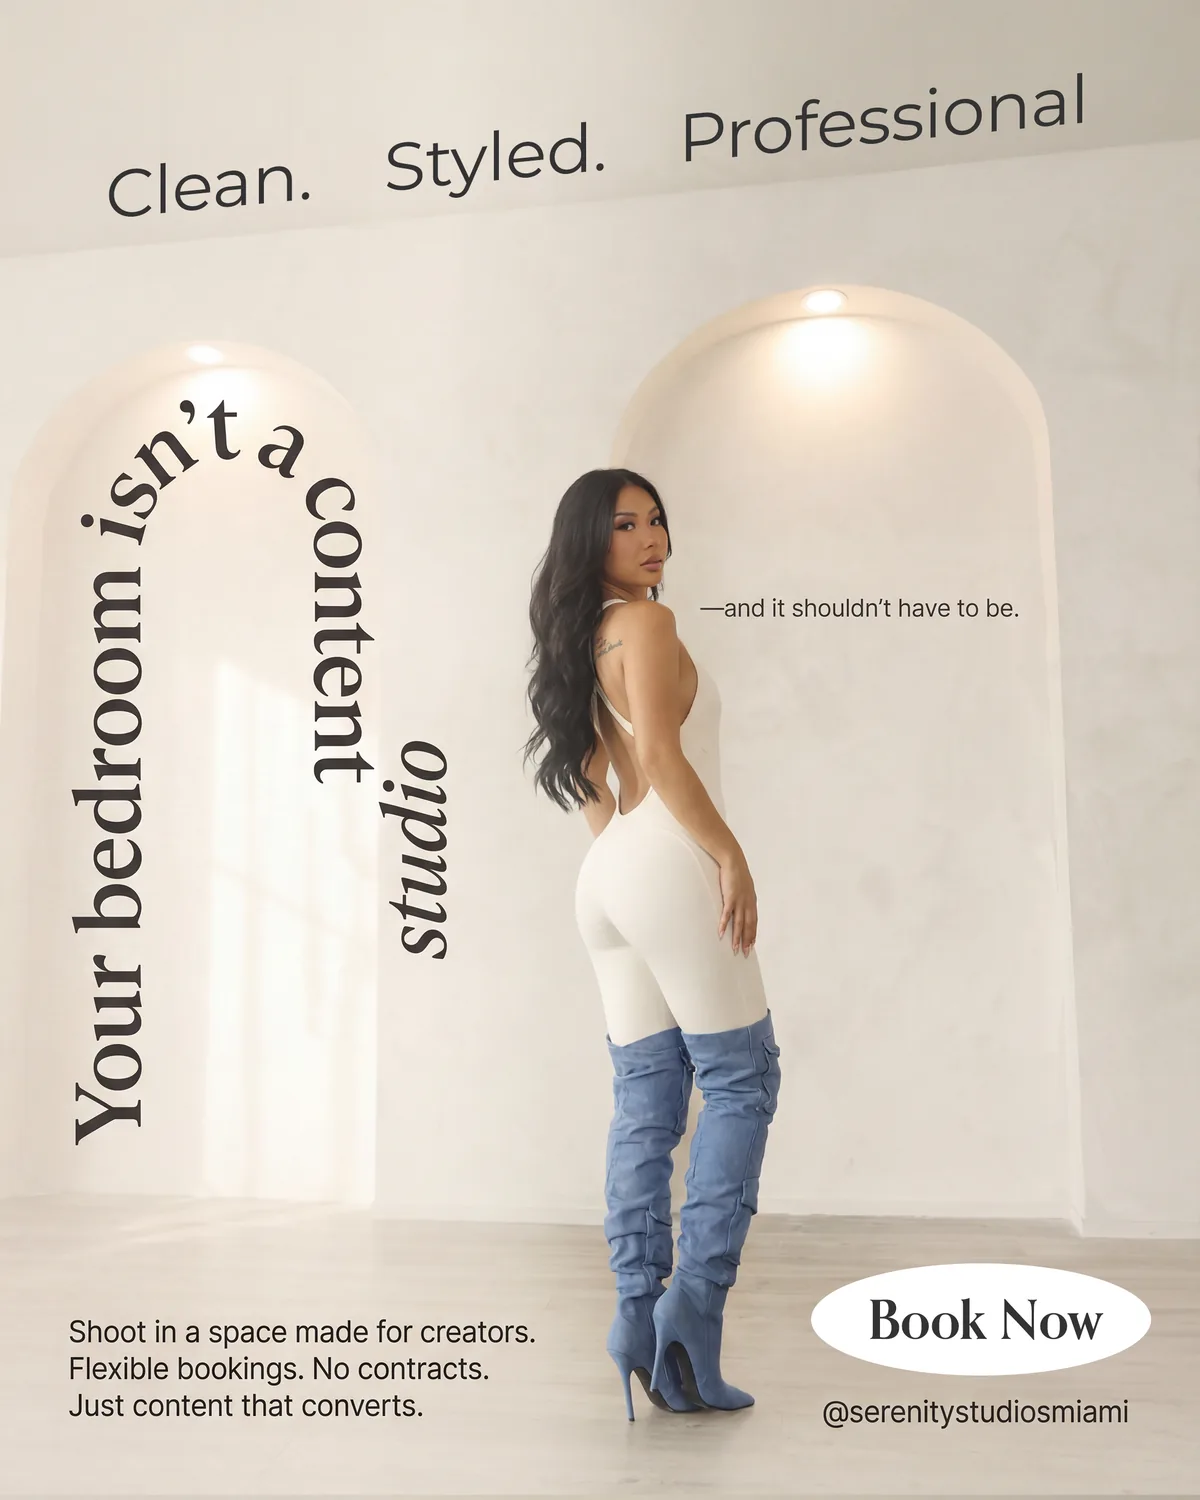 Clean. Styled. Professional
Your bedroom isn’t a content
studio
—and it shouldn’t have to be.
Shoot in a space made for creators.
Flexible bookings. No contracts.
Just content that converts.
Book Now
@serenitystudiosmiami